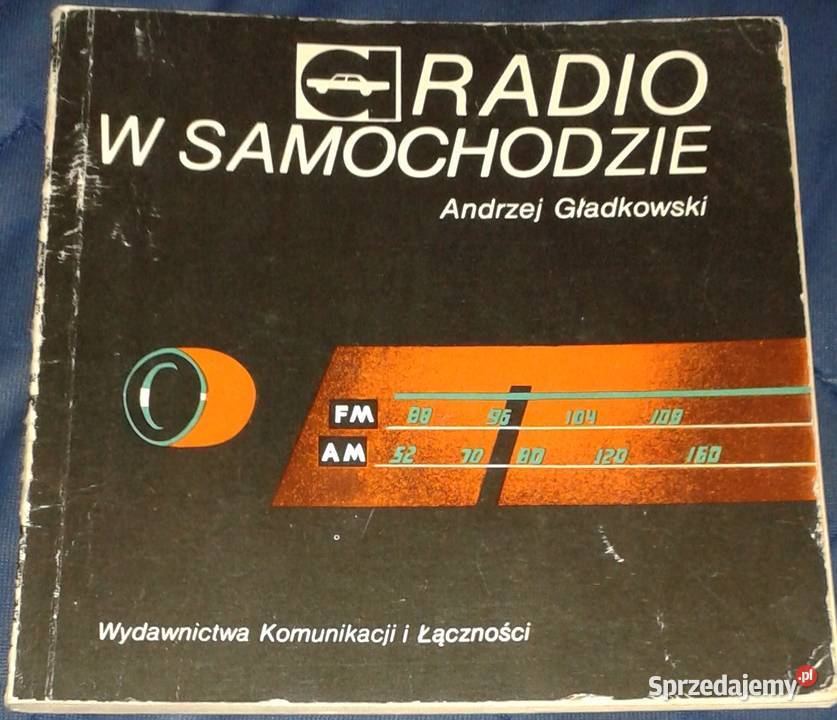 RADIO
W SAMOCHODZIE
Andrzej Gładkowski
FM 88 96 104 108
AM 52 70 80 120 160
Wydawnictwa Komunikacji i Łączności
Sprzedajemy.pl